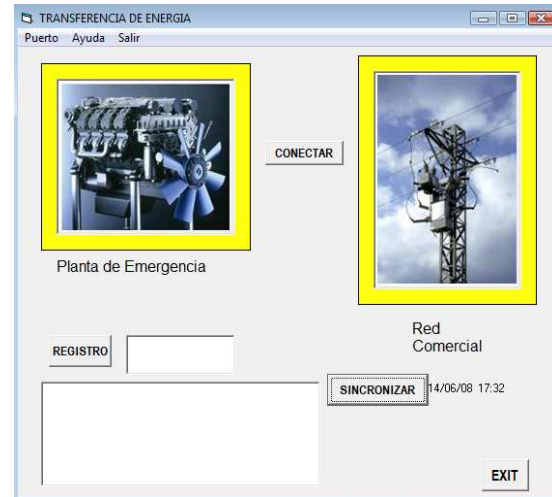 TRANSFERENCIA DE ENERGIA
Puerto Ayuda Salir
CONECTAR
Planta de Emergencia
Red
Comercial
REGISTRO
SINCRONIZAR 14/06/08 17:32
EXIT